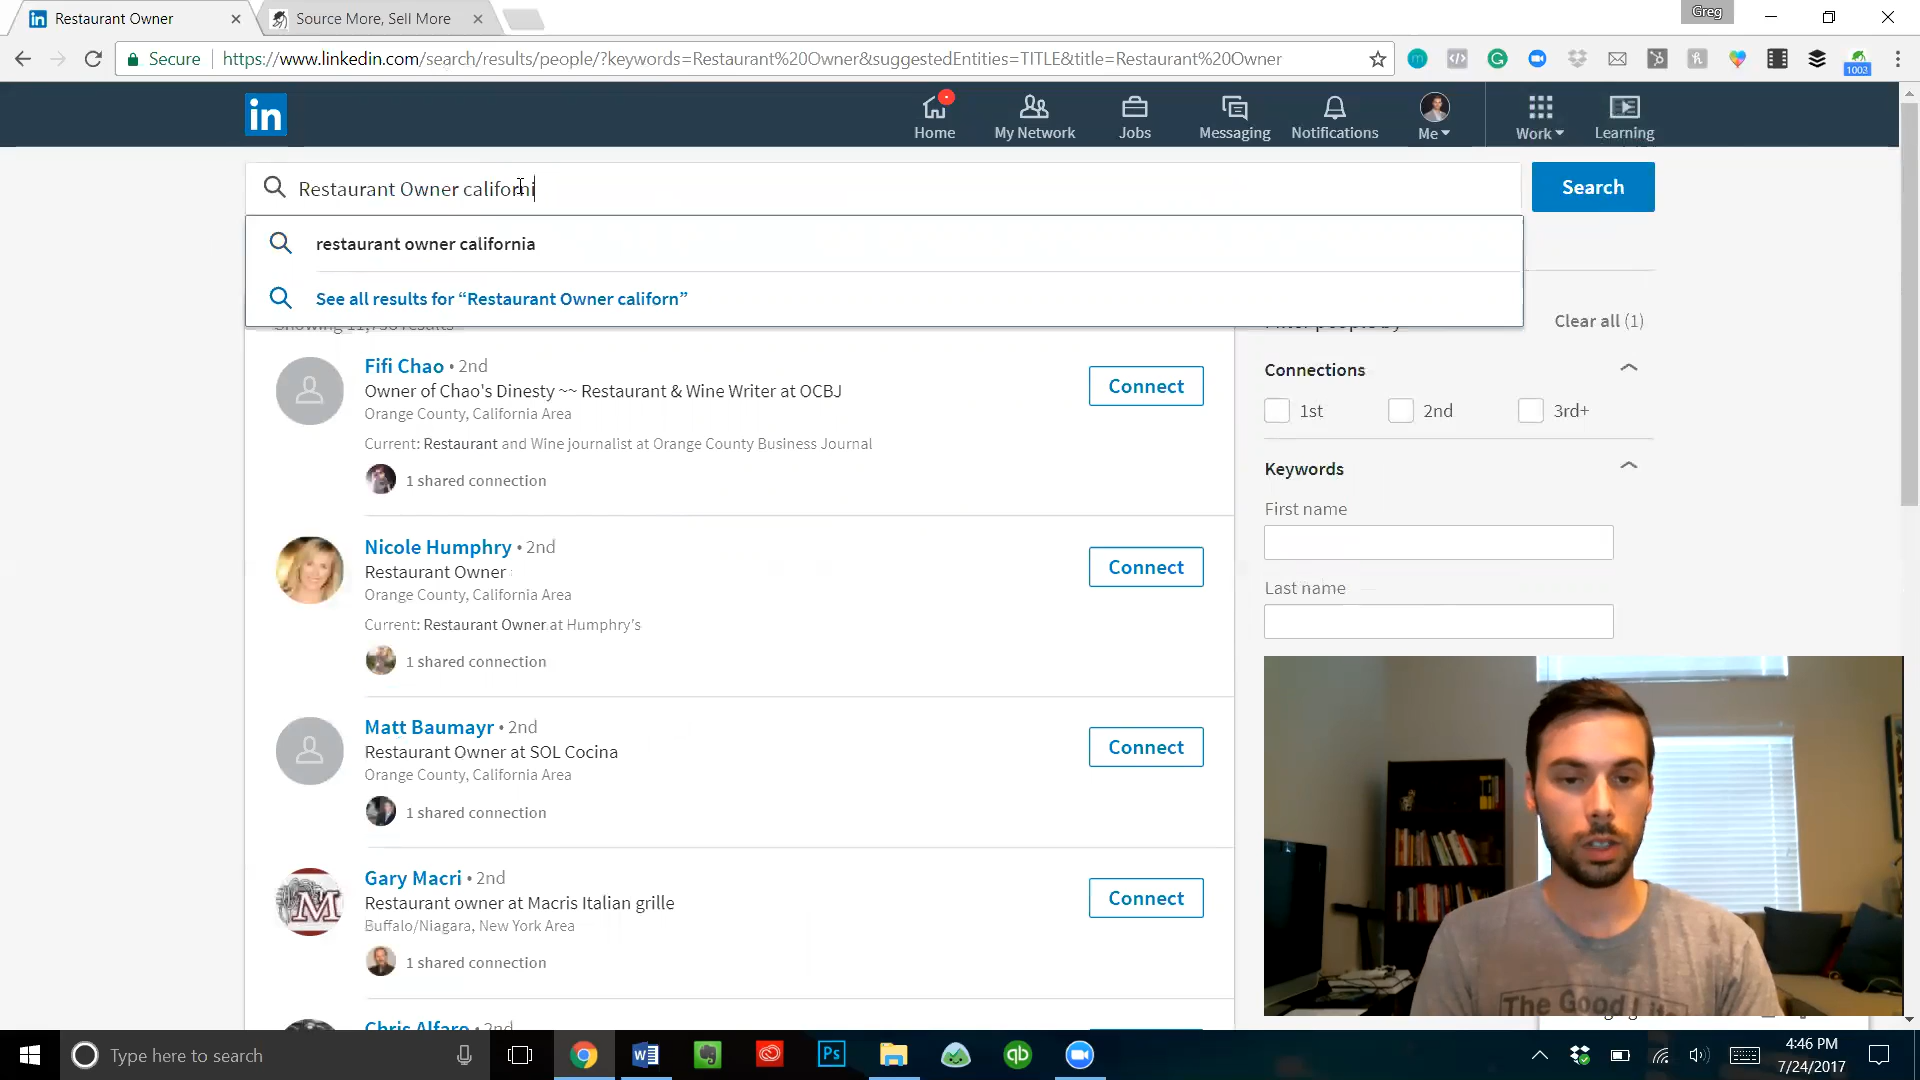 Restaurant Owner
Source More, Sell More
Greg
Secure
https://www.linkedin.com/search/results/people/?keywords=Restaurant%20Owner&suggestedEntities=TITLE&title=Restaurant%20Owner
1003
in
Home
My Network
Jobs
Messaging
Notifications
Me
Work
Learning
Restaurant Owner californi
Search
restaurant owner california
See all results for “Restaurant Owner californ”
Clear all (1)
Fifi Chao • 2nd
Owner of Chao's Dinesty ~~ Restaurant & Wine Writer at OCBJ
Orange County, California Area
Current: Restaurant and Wine journalist at Orange County Business Journal
1 shared connection
Connect
Connections
1st
2nd
3rd+
Keywords
First name
Last name
Nicole Humphry • 2nd
Restaurant Owner
Orange County, California Area
Current: Restaurant Owner at Humphry's
1 shared connection
Connect
Matt Baumayr • 2nd
Restaurant Owner at SOL Cocina
Orange County, California Area
1 shared connection
Connect
Gary Macri • 2nd
Restaurant owner at Macris Italian grille
Buffalo/Niagara, New York Area
1 shared connection
Connect
Chris Alfaro • 2nd
The Good Li
Type here to search
4:46 PM
7/24/2017